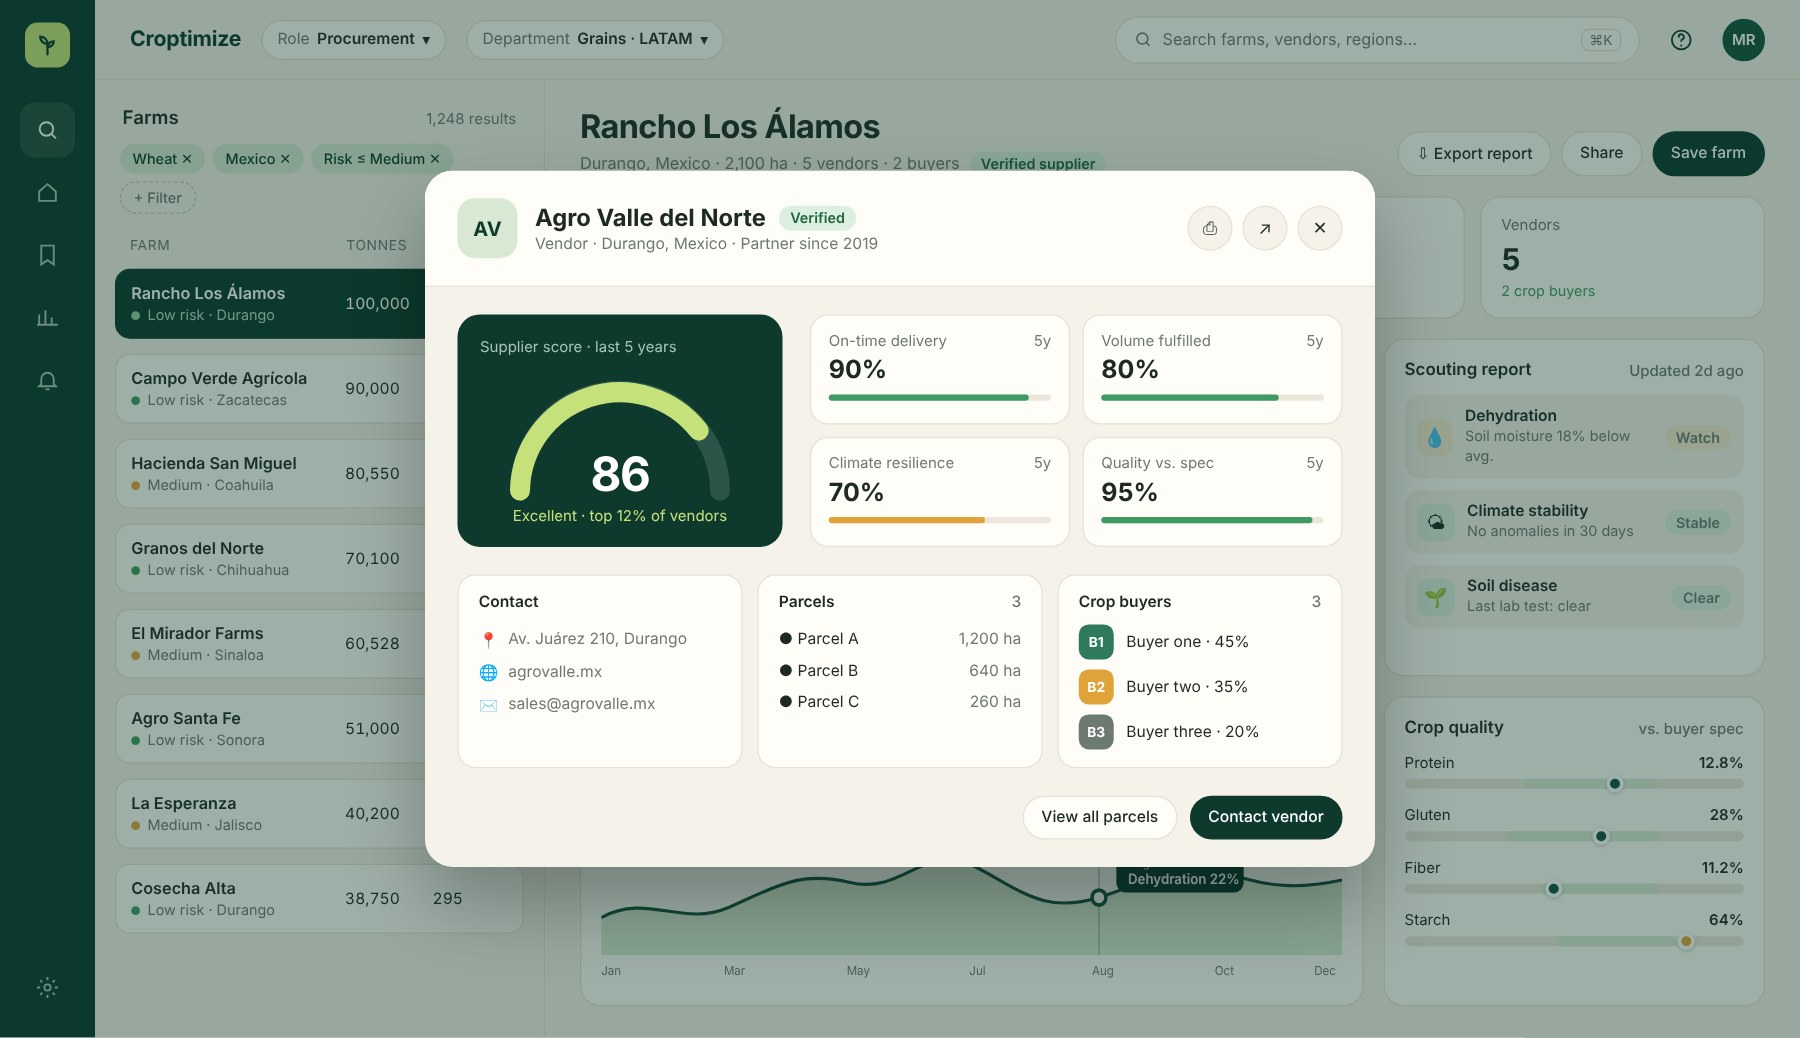 Croptimize
Role Procurement ▾
Department Grains · LATAM ▾
Search farms, vendors, regions... ⌘K
MR
Farms
1,248 results
Wheat ✕
Mexico ✕
Risk ≤ Medium ✕
+ Filter
FARM TONNES
Rancho Los Álamos 100,000
Low risk · Durango
Campo Verde Agrícola 90,000
Low risk · Zacatecas
Hacienda San Miguel 80,550
Medium · Coahuila
Granos del Norte 70,100
Low risk · Chihuahua
El Mirador Farms 60,528
Medium · Sinaloa
Agro Santa Fe 51,000
Low risk · Sonora
La Esperanza 40,200
Medium · Jalisco
Cosecha Alta 38,750 295
Low risk · Durango
Rancho Los Álamos
Durango, Mexico · 2,100 ha · 5 vendors · 2 buyers Verified supplier
⇩ Export report
Share
Save farm
AV
Agro Valle del Norte Verified
Vendor · Durango, Mexico · Partner since 2019
↗
✕
Supplier score · last 5 years
86
Excellent · top 12% of vendors
On-time delivery 5y
90%
Volume fulfilled 5y
80%
Climate resilience 5y
70%
Quality vs. spec 5y
95%
Contact
Av. Juárez 210, Durango
agrovalle.mx
sales@agrovalle.mx
Parcels 3
Parcel A 1,200 ha
Parcel B 640 ha
Parcel C 260 ha
Crop buyers 3
B1 Buyer one · 45%
B2 Buyer two · 35%
B3 Buyer three · 20%
View all parcels
Contact vendor
Vendors
5
2 crop buyers
Scouting report Updated 2d ago
Dehydration
Soil moisture 18% below
avg.
Watch
Climate stability
No anomalies in 30 days
Stable
Soil disease
Last lab test: clear
Clear
Crop quality vs. buyer spec
Protein 12.8%
Gluten 28%
Fiber 11.2%
Starch 64%
Dehydration 22%
Jan Mar May Jul Aug Oct Dec